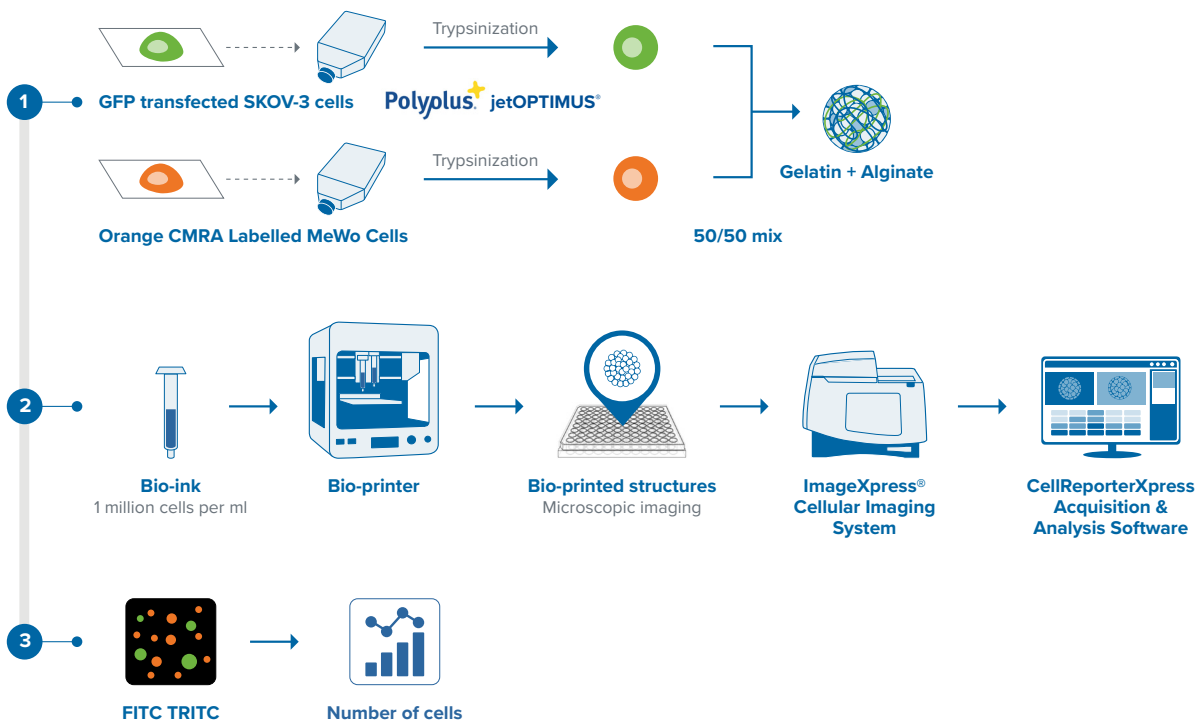 Trypsinization
1
GFP transfected SKOV-3 cells
Polyplus® jetOPTIMUS®
Gelatin + Alginate
Trypsinization
Orange CMRA Labelled MeWo Cells
50/50 mix
2
Bio-ink
1 million cells per ml
Bio-printer
Bio-printed structures
Microscopic imaging
ImageXpress®
Cellular Imaging
System
CellReporterXpress
Acquisition &
Analysis Software
3
FITC TRITC
Number of cells